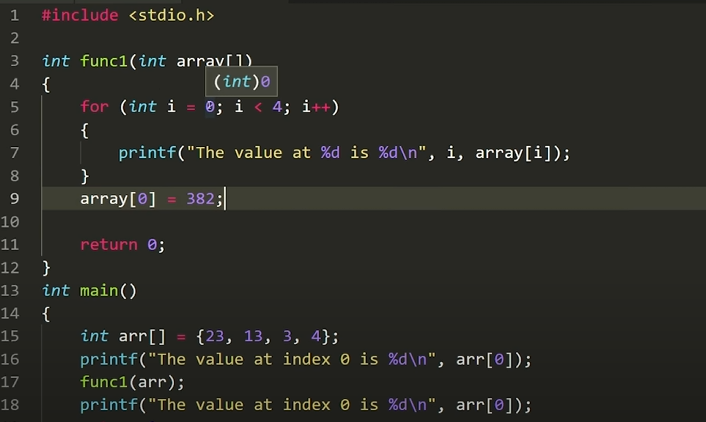 1 #include <stdio.h>
2
3 int func1(int array[])
(int)0
4 {
5 for (int i = 0; i < 4; i++)
6 {
7 printf("The value at %d is %d\n", i, array[i]);
8 }
9 array[0] = 382;
10
11 return 0;
12 }
13 int main()
14 {
15 int arr[] = {23, 13, 3, 4};
16 printf("The value at index 0 is %d\n", arr[0]);
17 func1(arr);
18 printf("The value at index 0 is %d\n", arr[0]);